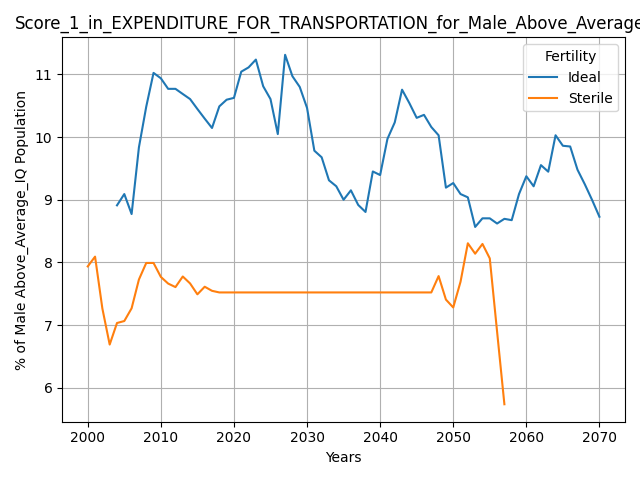 Score_1_in_EXPENDITURE_FOR_TRANSPORTATION_for_Male_Above_Average
Fertility
Ideal
Sterile
% of Male Above_Average_IQ Population
11
10
9
8
7
6
2000 2010 2020 2030 2040 2050 2060 2070
Years